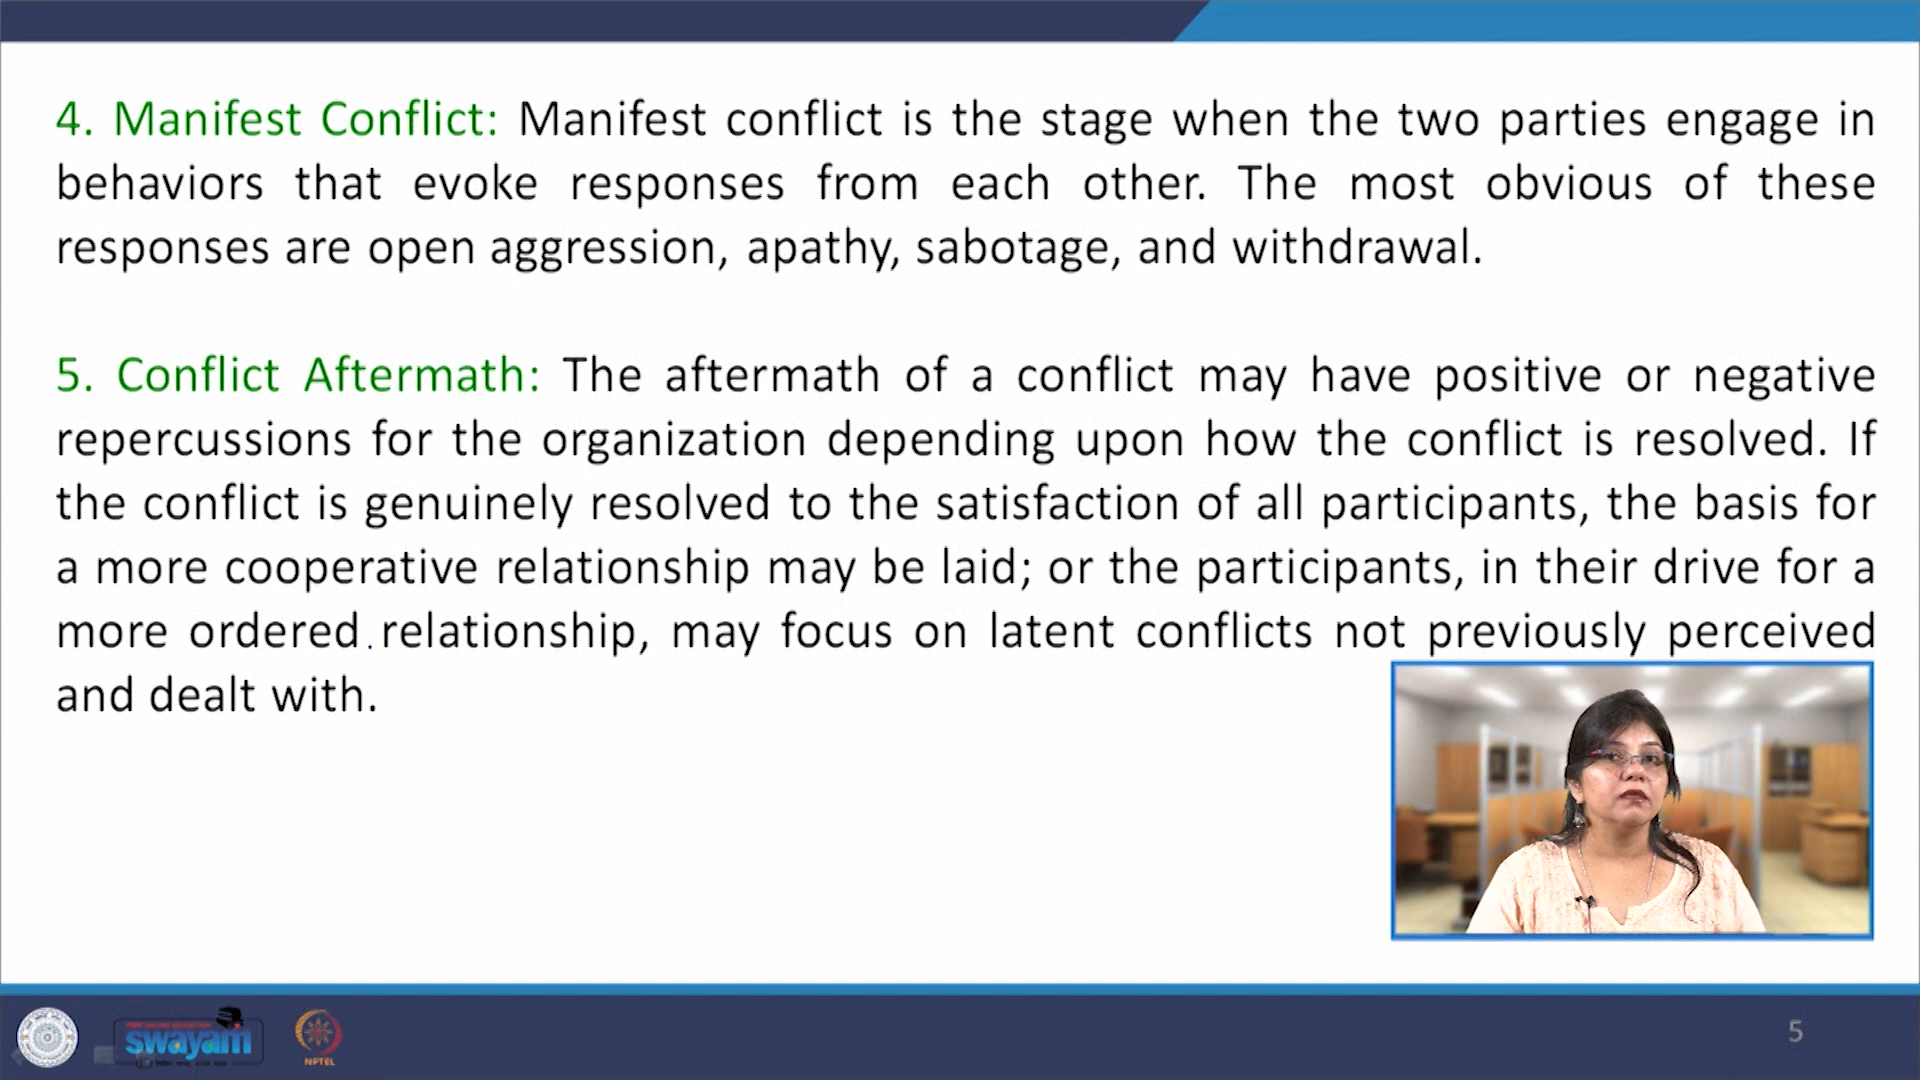 4. Manifest Conflict: Manifest conflict is the stage when the two parties engage in
behaviors that evoke responses from each other. The most obvious of these
responses are open aggression, apathy, sabotage, and withdrawal.
5. Conflict Aftermath: The aftermath of a conflict may have positive or negative
repercussions for the organization depending upon how the conflict is resolved. If
the conflict is genuinely resolved to the satisfaction of all participants, the basis for
a more cooperative relationship may be laid; or the participants, in their drive for a
more ordered relationship, may focus on latent conflicts not previously perceived
and dealt with.
swayam
NPTEL
5